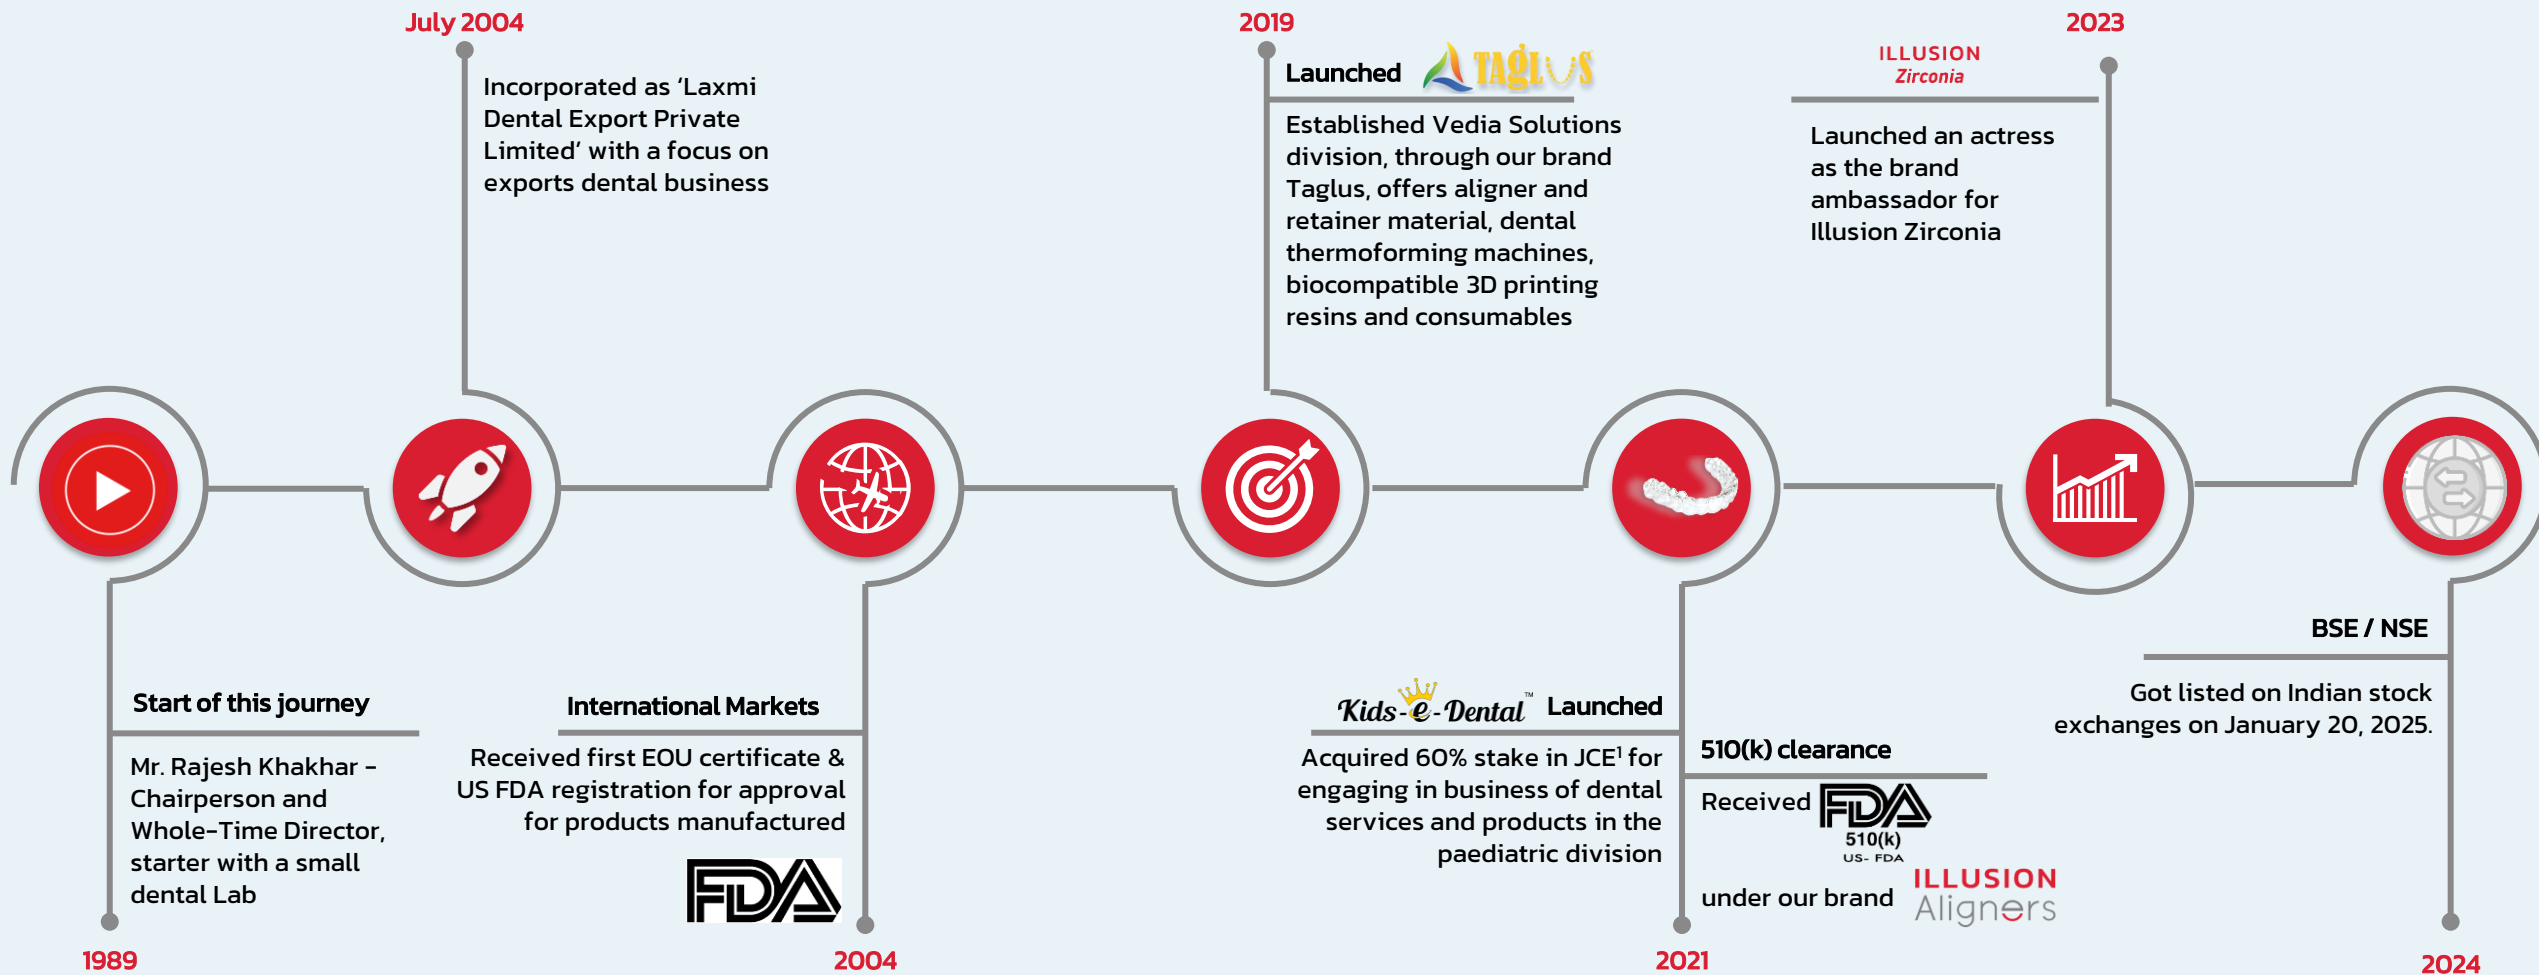 July 2004
Incorporated as ‘Laxmi
Dental Export Private
Limited’ with a focus on
exports dental business
2019
Launched TAGLUS
Established Vedia Solutions
division, through our brand
Taglus, offers aligner and
retainer material, dental
thermoforming machines,
biocompatible 3D printing
resins and consumables
2023
ILLUSION
Zirconia
Launched an actress
as the brand
ambassador for
Illusion Zirconia
Start of this journey
Mr. Rajesh Khakhar -
Chairperson and
Whole-Time Director,
starter with a small
dental Lab
1989
International Markets
Received first EOU certificate &
US FDA registration for approval
for products manufactured
FDA
2004
Kids-e-Dental™ Launched
Acquired 60% stake in JCE¹ for
engaging in business of dental
services and products in the
paediatric division
510(k) clearance
Received FDA
510(k)
US- FDA
under our brand ILLUSION
Aligners
2021
BSE / NSE
Got listed on Indian stock
exchanges on January 20, 2025.
2024